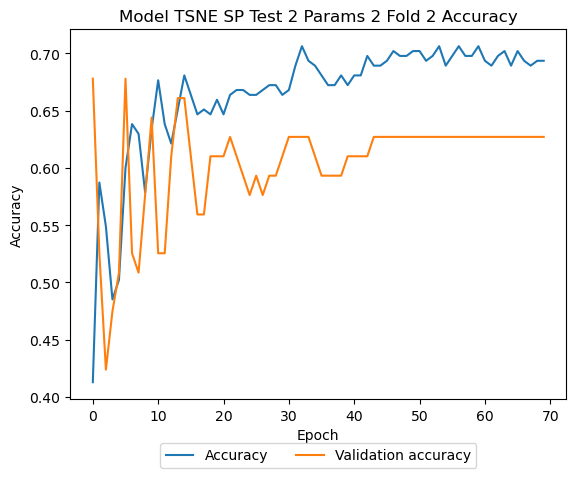 Model TSNE SP Test 2 Params 2 Fold 2 Accuracy
Accuracy
0.70
0.65
0.60
0.55
0.50
0.45
0.40
0 10 20 30 40 50 60 70
Epoch
Accuracy Validation accuracy